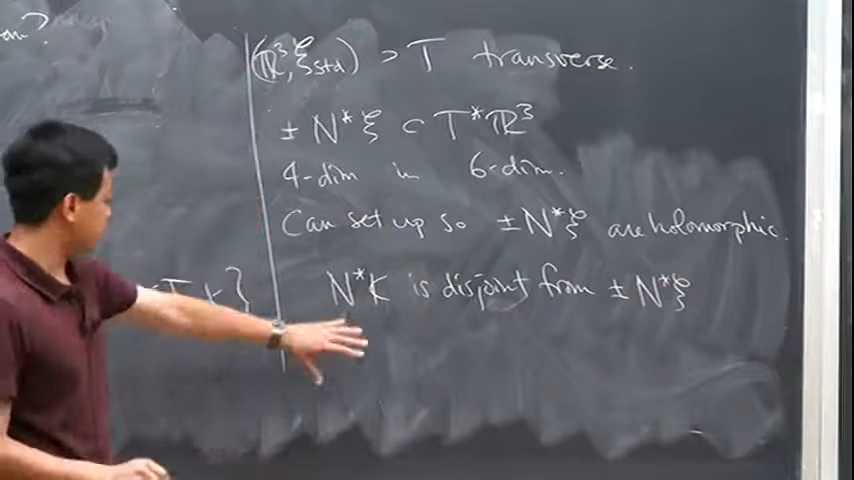 (ℝ³, ξstd) > T transverse.
± N*ξ ⊂ T*ℝ³
4-dim in 6-dim.
Can set up so ±N*ξ are holomorphic.
N*K is disjoint from ±N*ξ